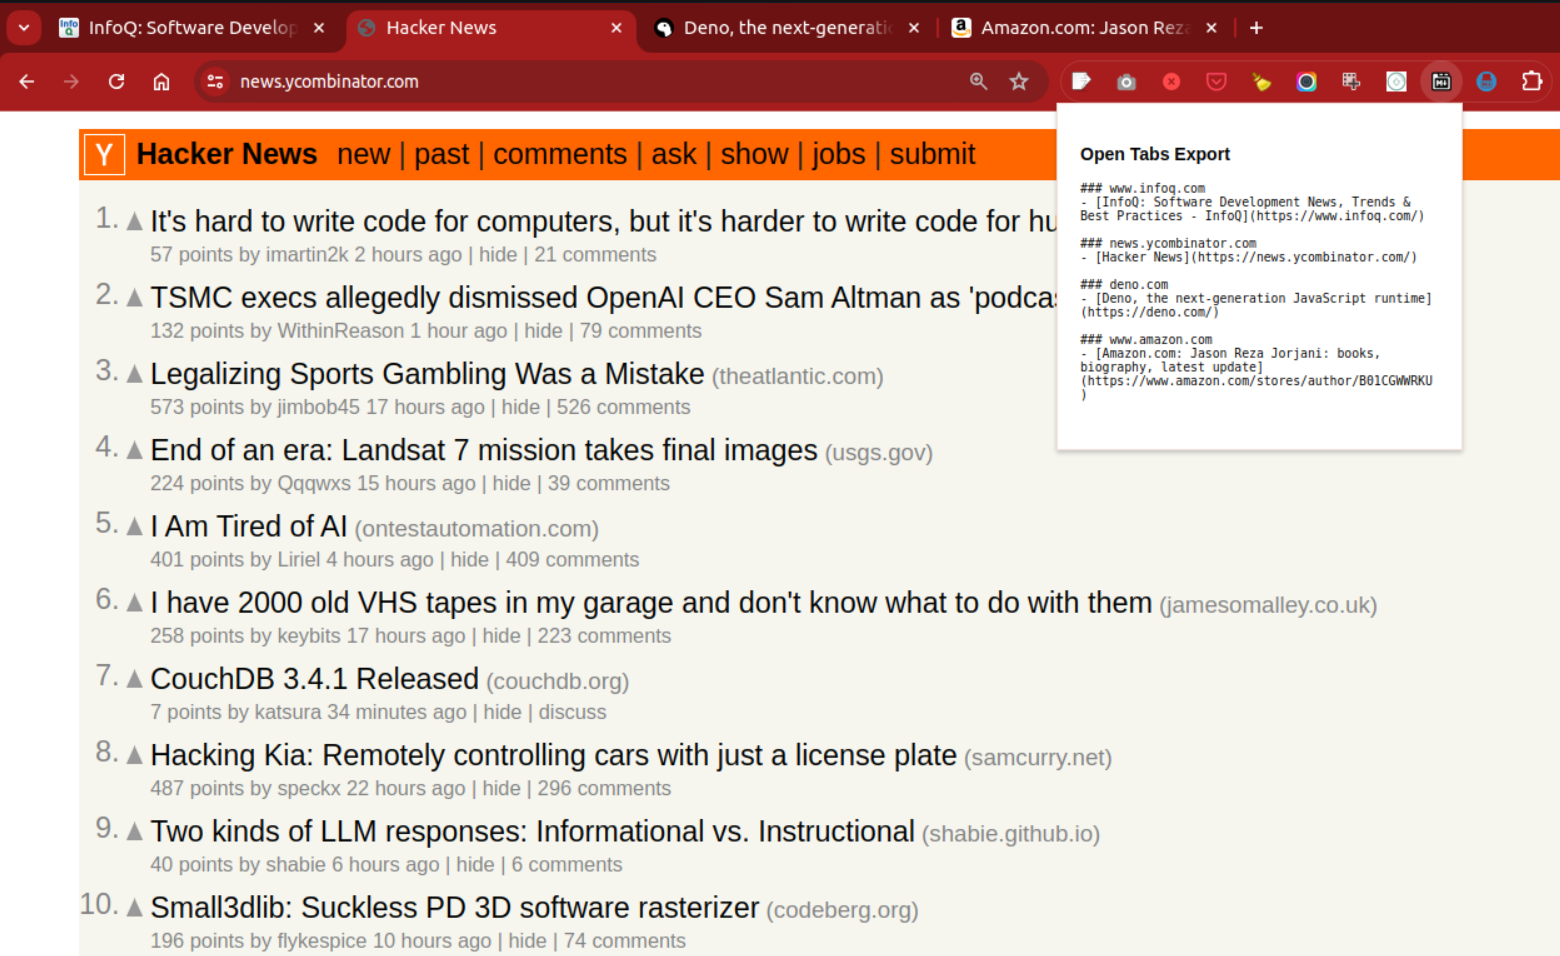 InfoQ: Software Develop
Hacker News
Deno, the next-generati
Amazon.com: Jason Reza
news.ycombinator.com
Y Hacker News new | past | comments | ask | show | jobs | submit
1. It's hard to write code for computers, but it's harder to write code for hu
57 points by imartin2k 2 hours ago | hide | 21 comments
2. TSMC execs allegedly dismissed OpenAI CEO Sam Altman as 'podcas
132 points by WithinReason 1 hour ago | hide | 79 comments
3. Legalizing Sports Gambling Was a Mistake (theatlantic.com)
573 points by jimbob45 17 hours ago | hide | 526 comments
4. End of an era: Landsat 7 mission takes final images (usgs.gov)
224 points by Qqqwxs 15 hours ago | hide | 39 comments
5. I Am Tired of AI (ontestautomation.com)
401 points by Liriel 4 hours ago | hide | 409 comments
6. I have 2000 old VHS tapes in my garage and don't know what to do with them (jamesomalley.co.uk)
258 points by keybits 17 hours ago | hide | 223 comments
7. CouchDB 3.4.1 Released (couchdb.org)
7 points by katsura 34 minutes ago | hide | discuss
8. Hacking Kia: Remotely controlling cars with just a license plate (samcurry.net)
487 points by speckx 22 hours ago | hide | 296 comments
9. Two kinds of LLM responses: Informational vs. Instructional (shabie.github.io)
40 points by shabie 6 hours ago | hide | 6 comments
10. Small3dlib: Suckless PD 3D software rasterizer (codeberg.org)
196 points by flykespice 10 hours ago | hide | 74 comments
Open Tabs Export
### www.infoq.com
- [InfoQ: Software Development News, Trends &
Best Practices - InfoQ](https://www.infoq.com/)
### news.ycombinator.com
- [Hacker News](https://news.ycombinator.com/)
### deno.com
- [Deno, the next-generation JavaScript runtime]
(https://deno.com/)
### www.amazon.com
- [Amazon.com: Jason Reza Jorjani: books,
biography, latest update]
(https://www.amazon.com/stores/author/B01CGWWRKU
)